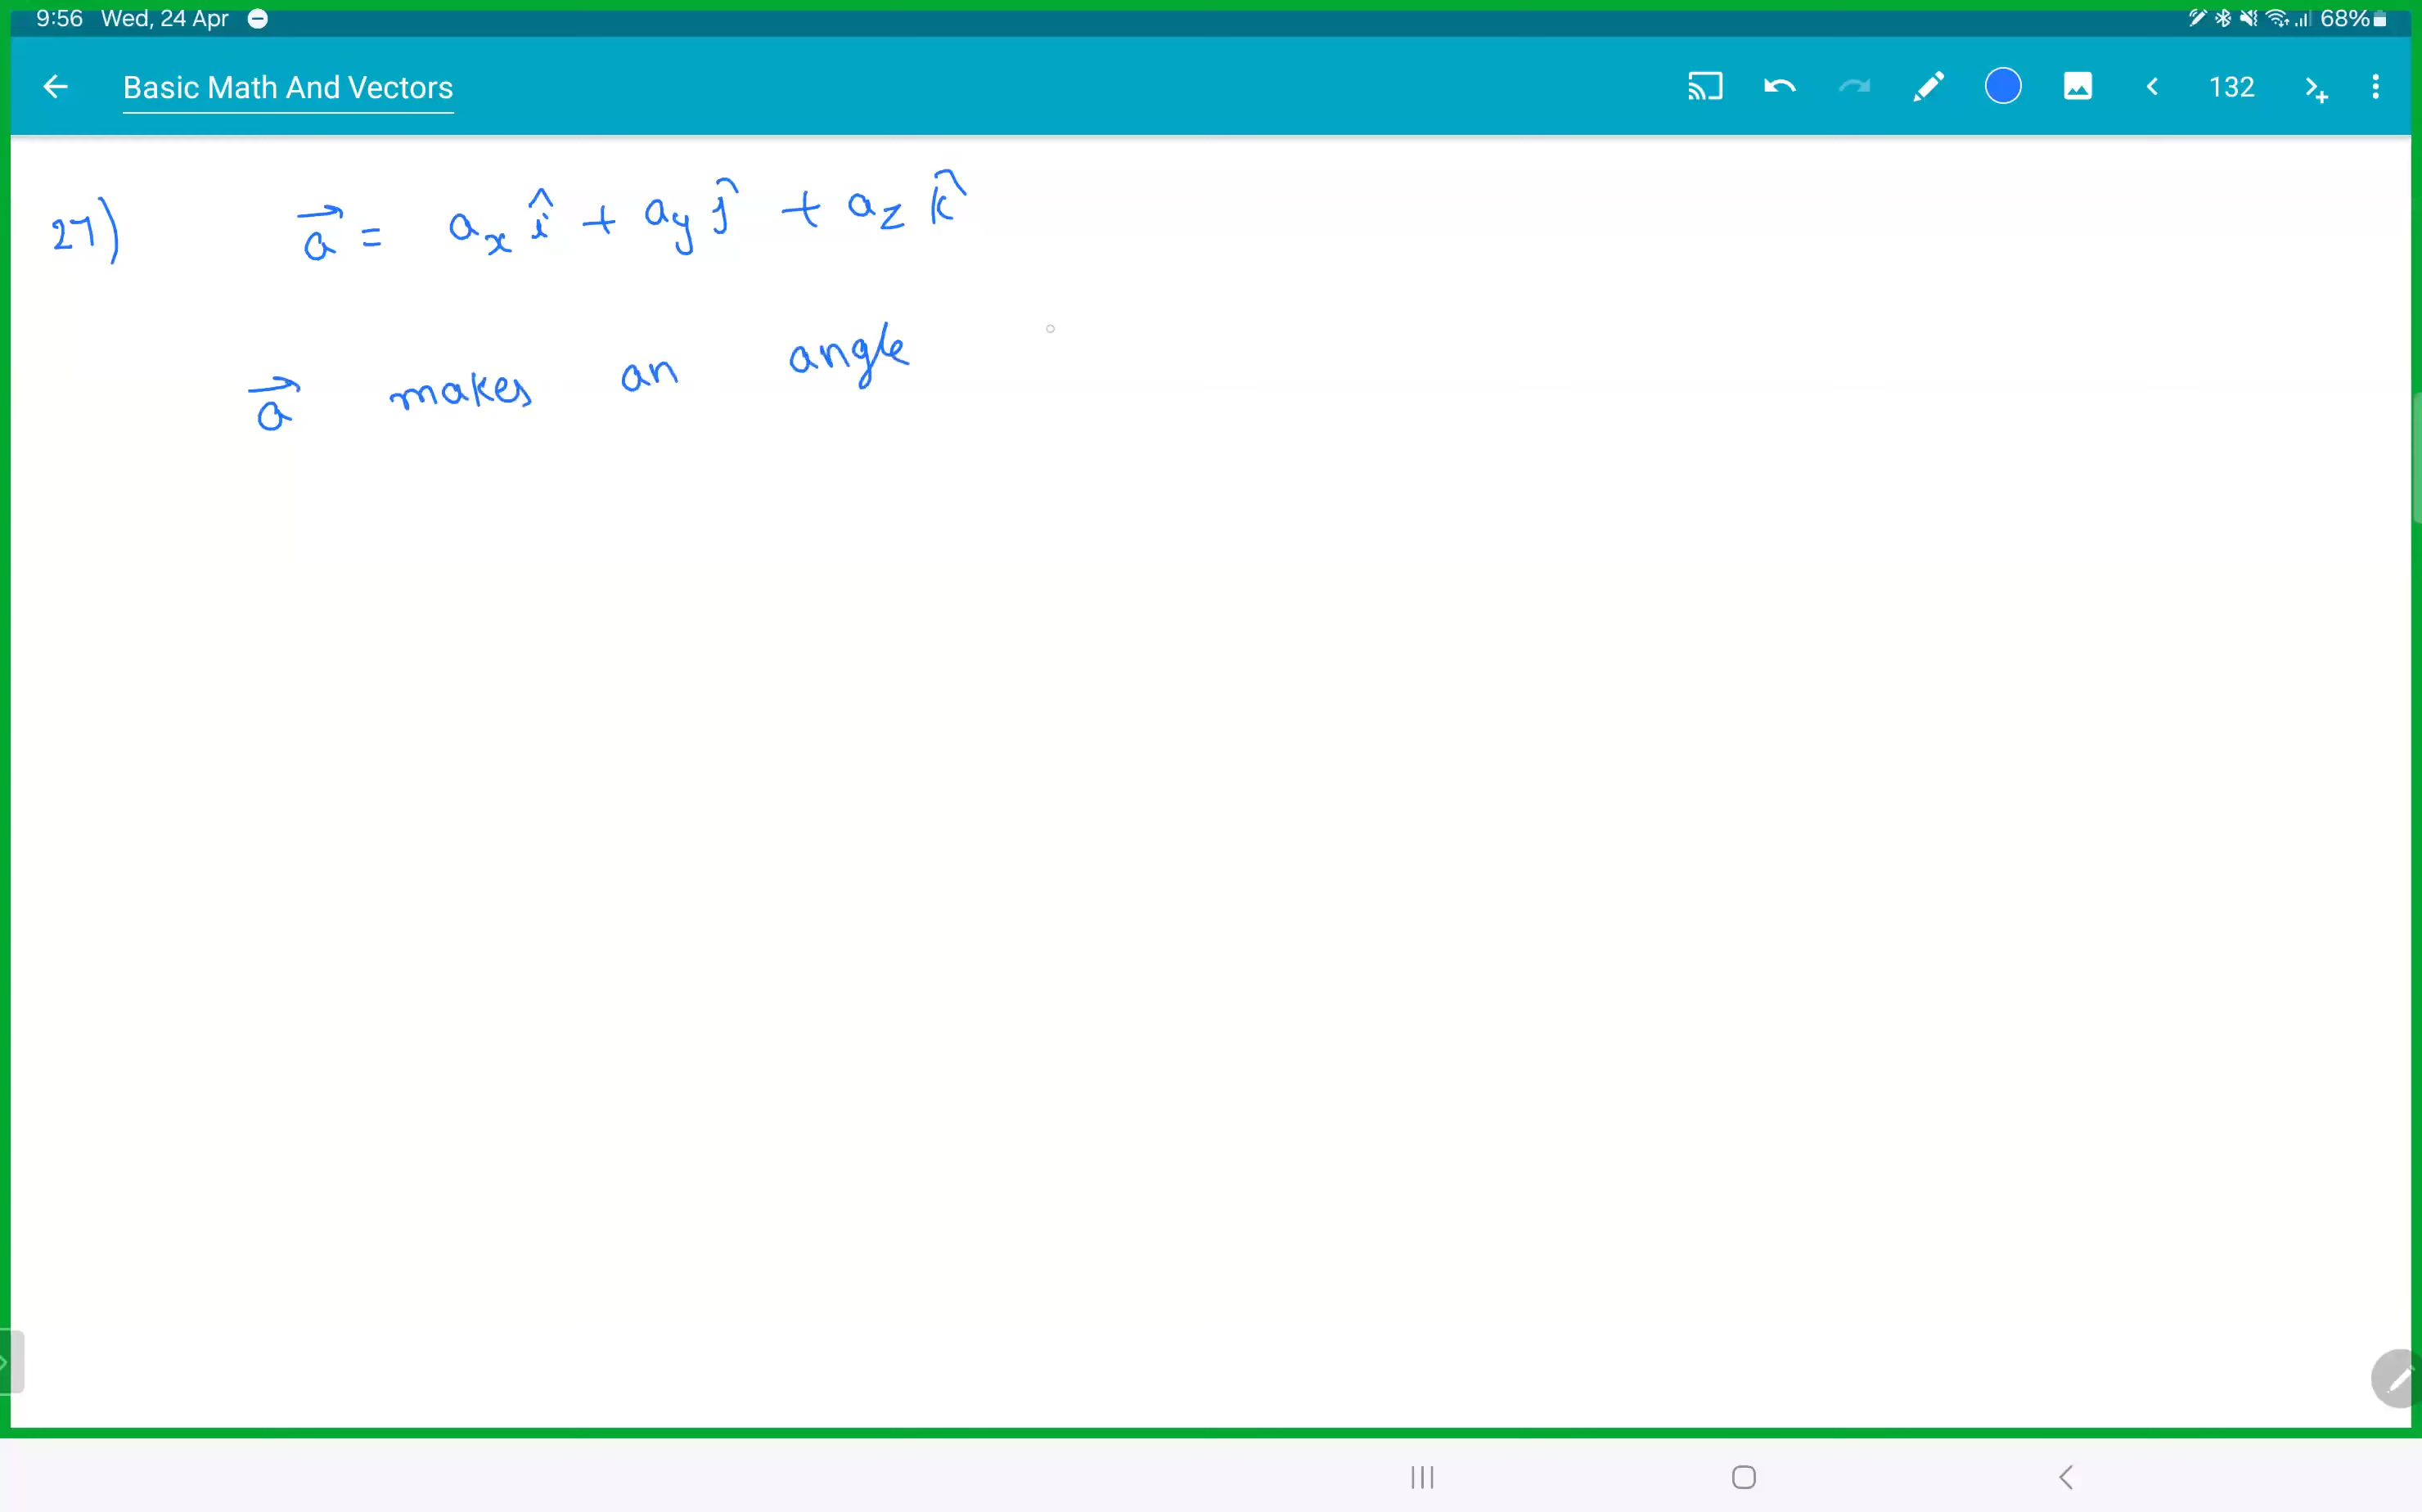 9:56 Wed, 24 Apr 68%
Basic Math And Vectors 132
27) a⃗ = aₓ î + a_y ĵ + a_z k̂
a⃗ makes an angle